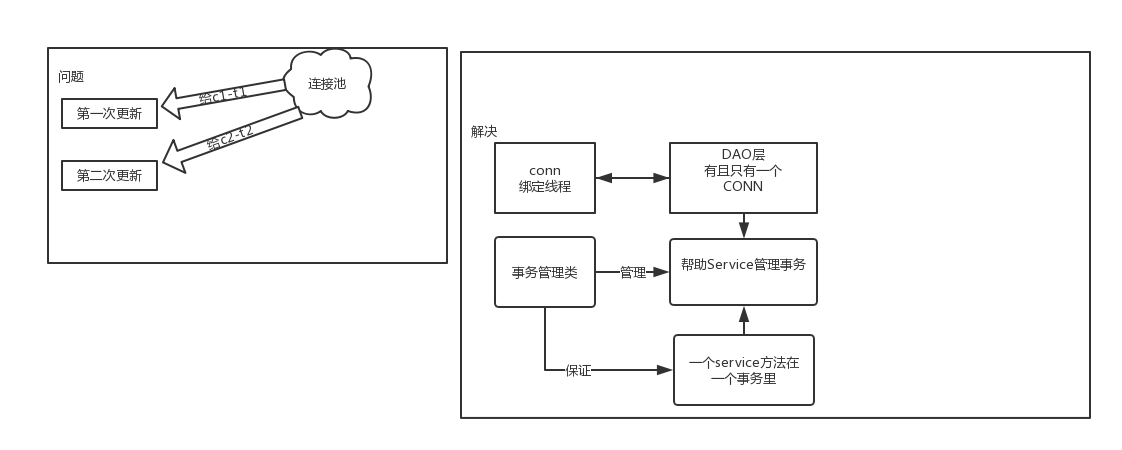 问题
连接池
给c1-t1
第一次更新
给c2-t2
第二次更新
解决
conn
绑定线程
DAO层
有且只有一个
CONN
事务管理类
管理
帮助Service管理事务
保证
一个service方法在
一个事务里